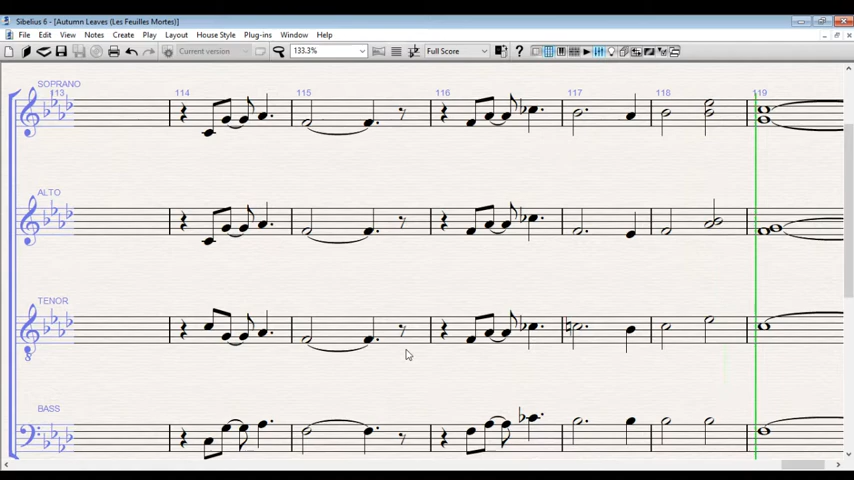 Sibelius 6 - [Autumn Leaves (Les Feuilles Mortes)]
File Edit View Notes Create Play Layout House Style Plug-ins Window Help
Current version 133.3% Full Score
SOPRANO
113 114 115 116 117 118 119
ALTO
TENOR
8
BASS